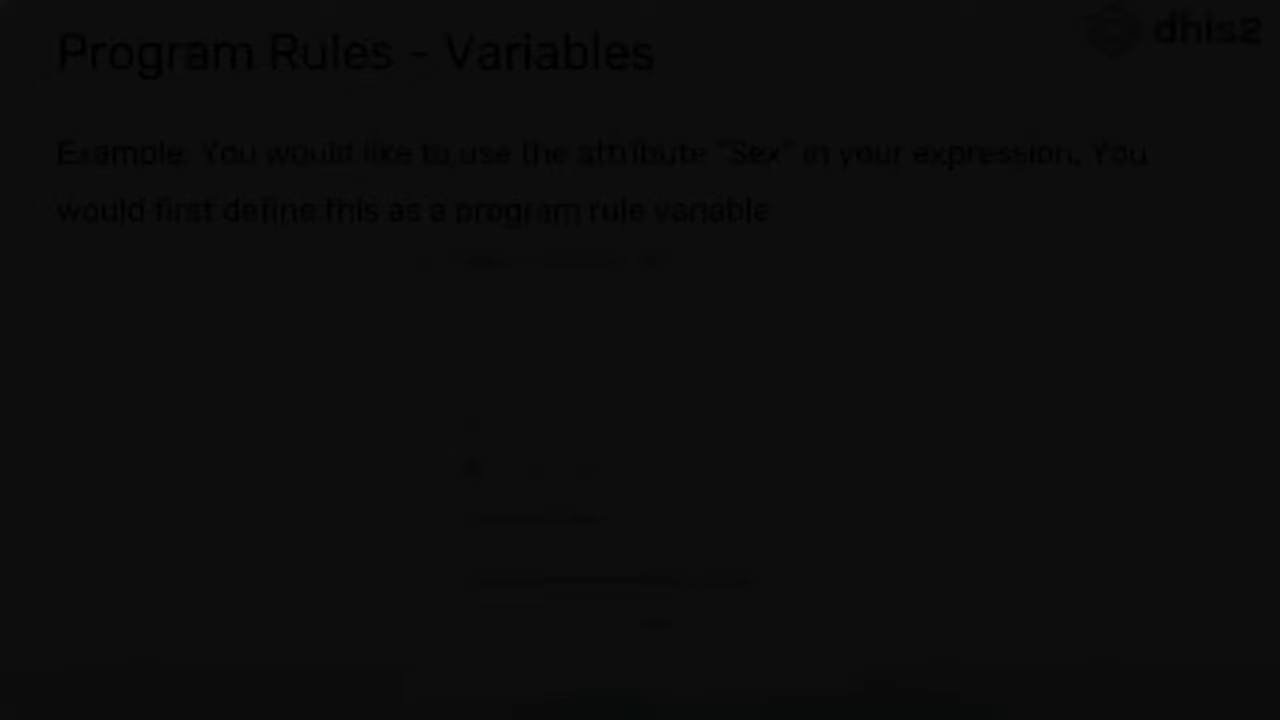 dhis2
Program Rules - Variables
Example: You would like to use the attribute "Sex" in your expression. You
would first define this as a program rule variable